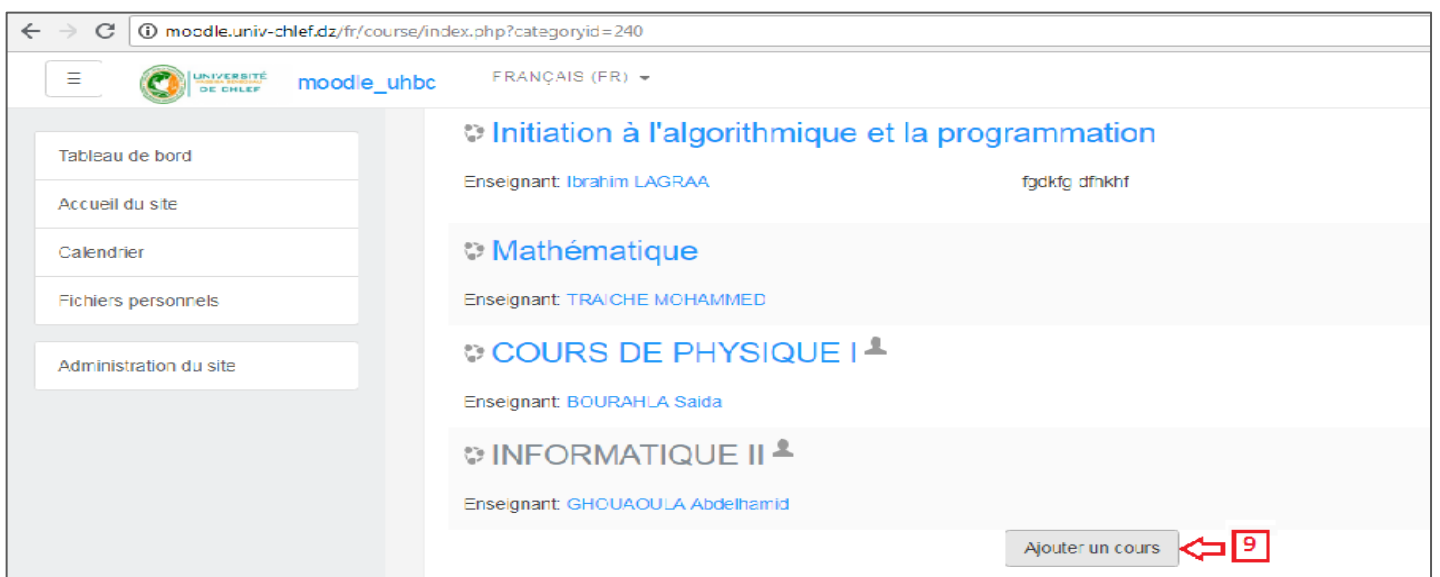 moodle.univ-chlef.dz/fr/course/index.php?categoryid=240
UNIVERSITÉ
DE CHLEF
moodle_uhbc
FRANÇAIS (FR)
Tableau de bord
Accueil du site
Calendrier
Fichiers personnels
Administration du site
Initiation à l'algorithmique et la programmation
Enseignant: Ibrahim LAGRAA
fgdkfg dfhkhf
Mathématique
Enseignant: TRAICHE MOHAMMED
COURS DE PHYSIQUE I
Enseignant: BOURAHLA Saida
INFORMATIQUE II
Enseignant: GHOUAOULA Abdelhamid
Ajouter un cours
9